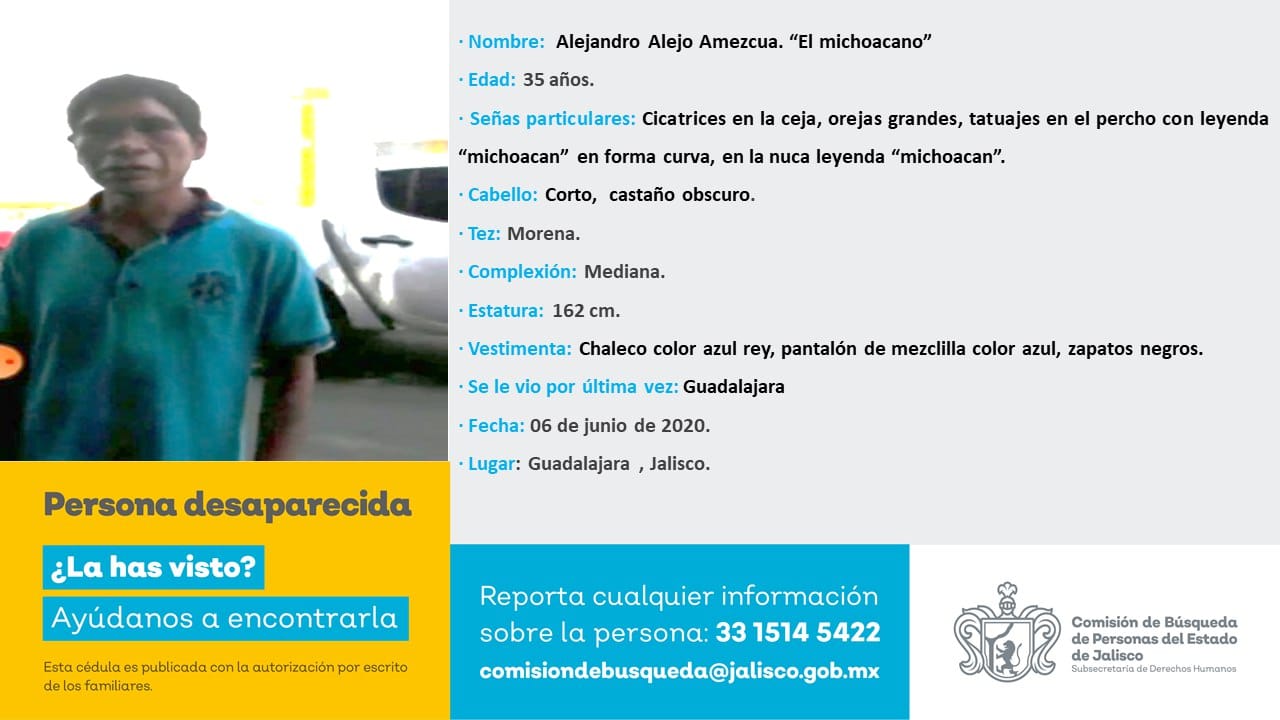 · Nombre: Alejandro Alejo Amezcua. “El michoacano”
· Edad: 35 años.
· Señas particulares: Cicatrices en la ceja, orejas grandes, tatuajes en el percho con leyenda
“michoacan” en forma curva, en la nuca leyenda “michoacan”.
· Cabello: Corto, castaño obscuro.
· Tez: Morena.
· Complexión: Mediana.
· Estatura: 162 cm.
· Vestimenta: Chaleco color azul rey, pantalón de mezclilla color azul, zapatos negros.
· Se le vio por última vez: Guadalajara
· Fecha: 06 de junio de 2020.
· Lugar: Guadalajara , Jalisco.
Persona desaparecida
¿La has visto?
Ayúdanos a encontrarla
Esta cédula es publicada con la autorización por escrito
de los familiares.
Reporta cualquier información
sobre la persona: 33 1514 5422
comisiondebusqueda@jalisco.gob.mx
Comisión de Búsqueda
de Personas del Estado
de Jalisco
Subsecretaría de Derechos Humanos